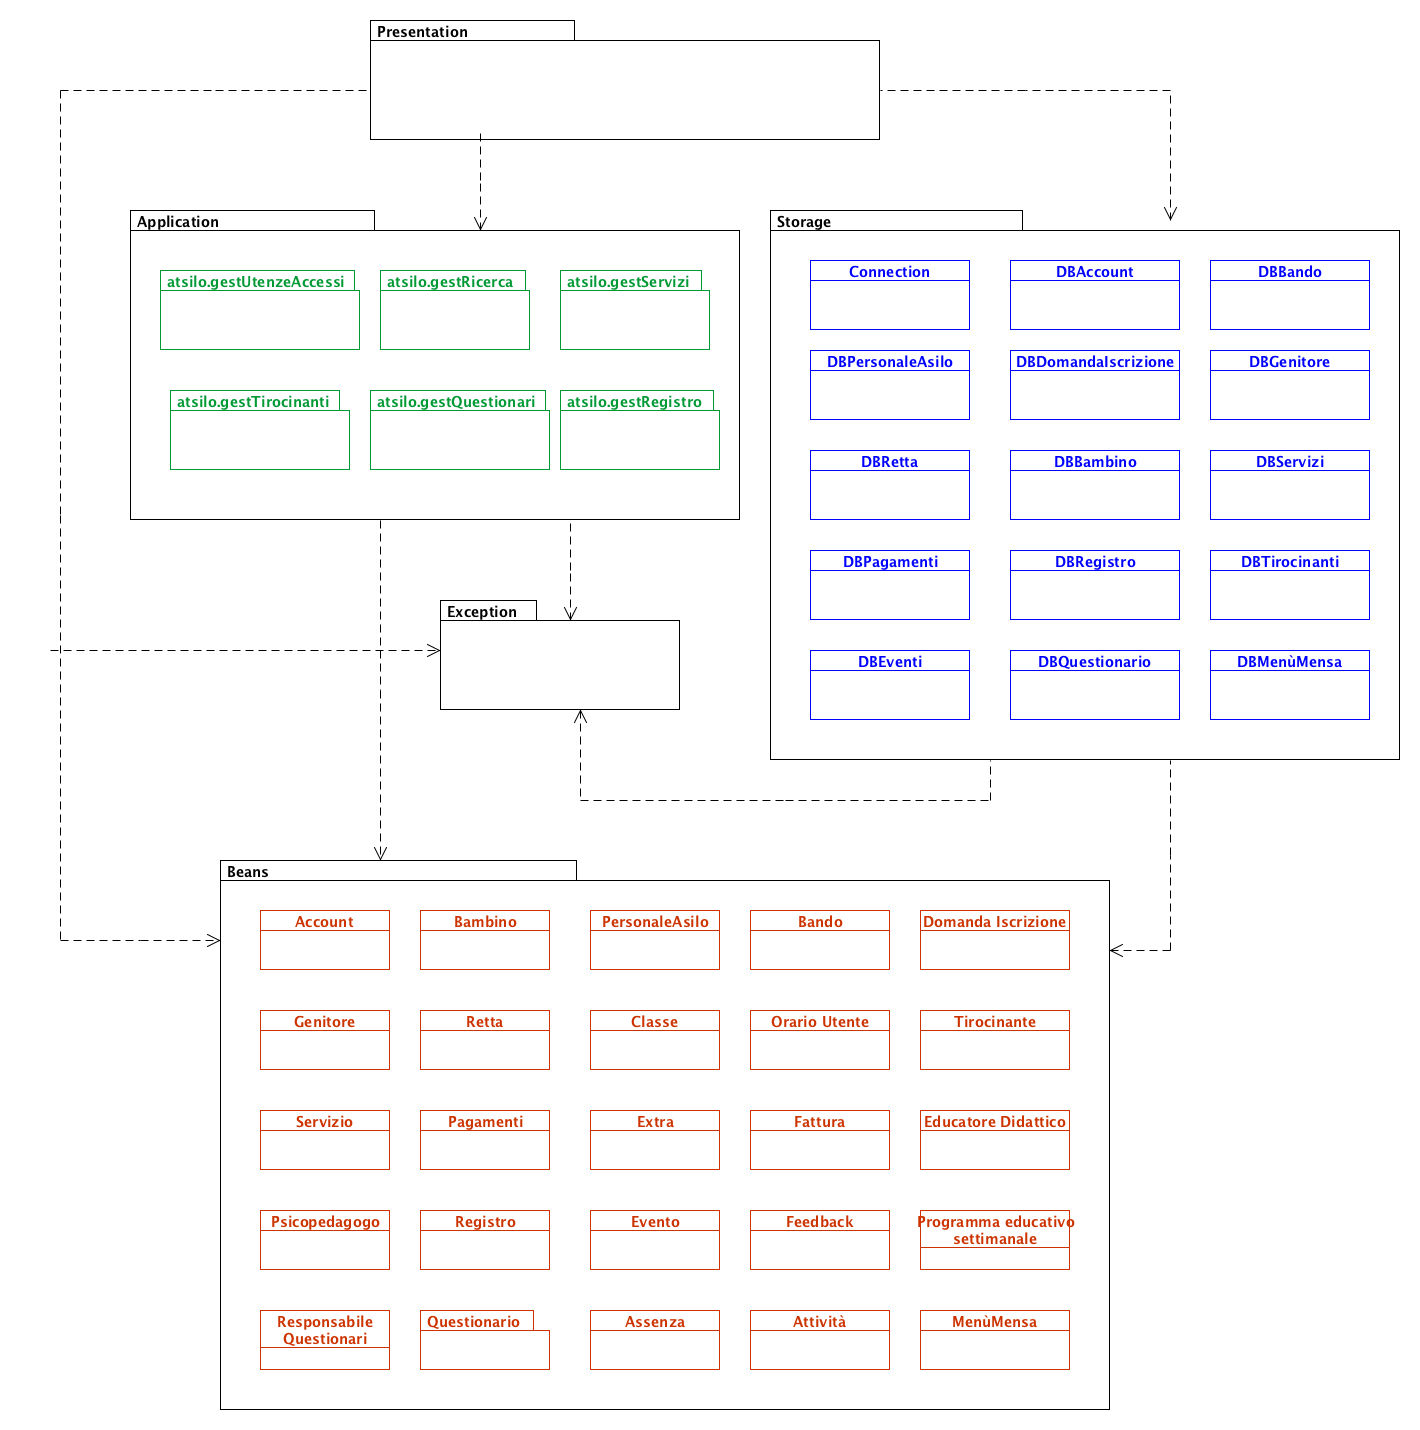 Presentation
Application
atsilo.gestUtenzeAccessi
atsilo.gestRicerca
atsilo.gestServizi
atsilo.gestTirocinanti
atsilo.gestQuestionari
atsilo.gestRegistro
Storage
Connection
DBAccount
DBBando
DBPersonaleAsilo
DBDomandaIscrizione
DBGenitore
DBRetta
DBBambino
DBServizi
DBPagamenti
DBRegistro
DBTirocinanti
DBEventi
DBQuestionario
DBMenùMensa
Exception
Beans
Account
Bambino
PersonaleAsilo
Bando
Domanda Iscrizione
Genitore
Retta
Classe
Orario Utente
Tirocinante
Servizio
Pagamenti
Extra
Fattura
Educatore Didattico
Psicopedagogo
Registro
Evento
Feedback
Programma educativo
settimanale
Responsabile
Questionari
Questionario
Assenza
Attività
MenùMensa